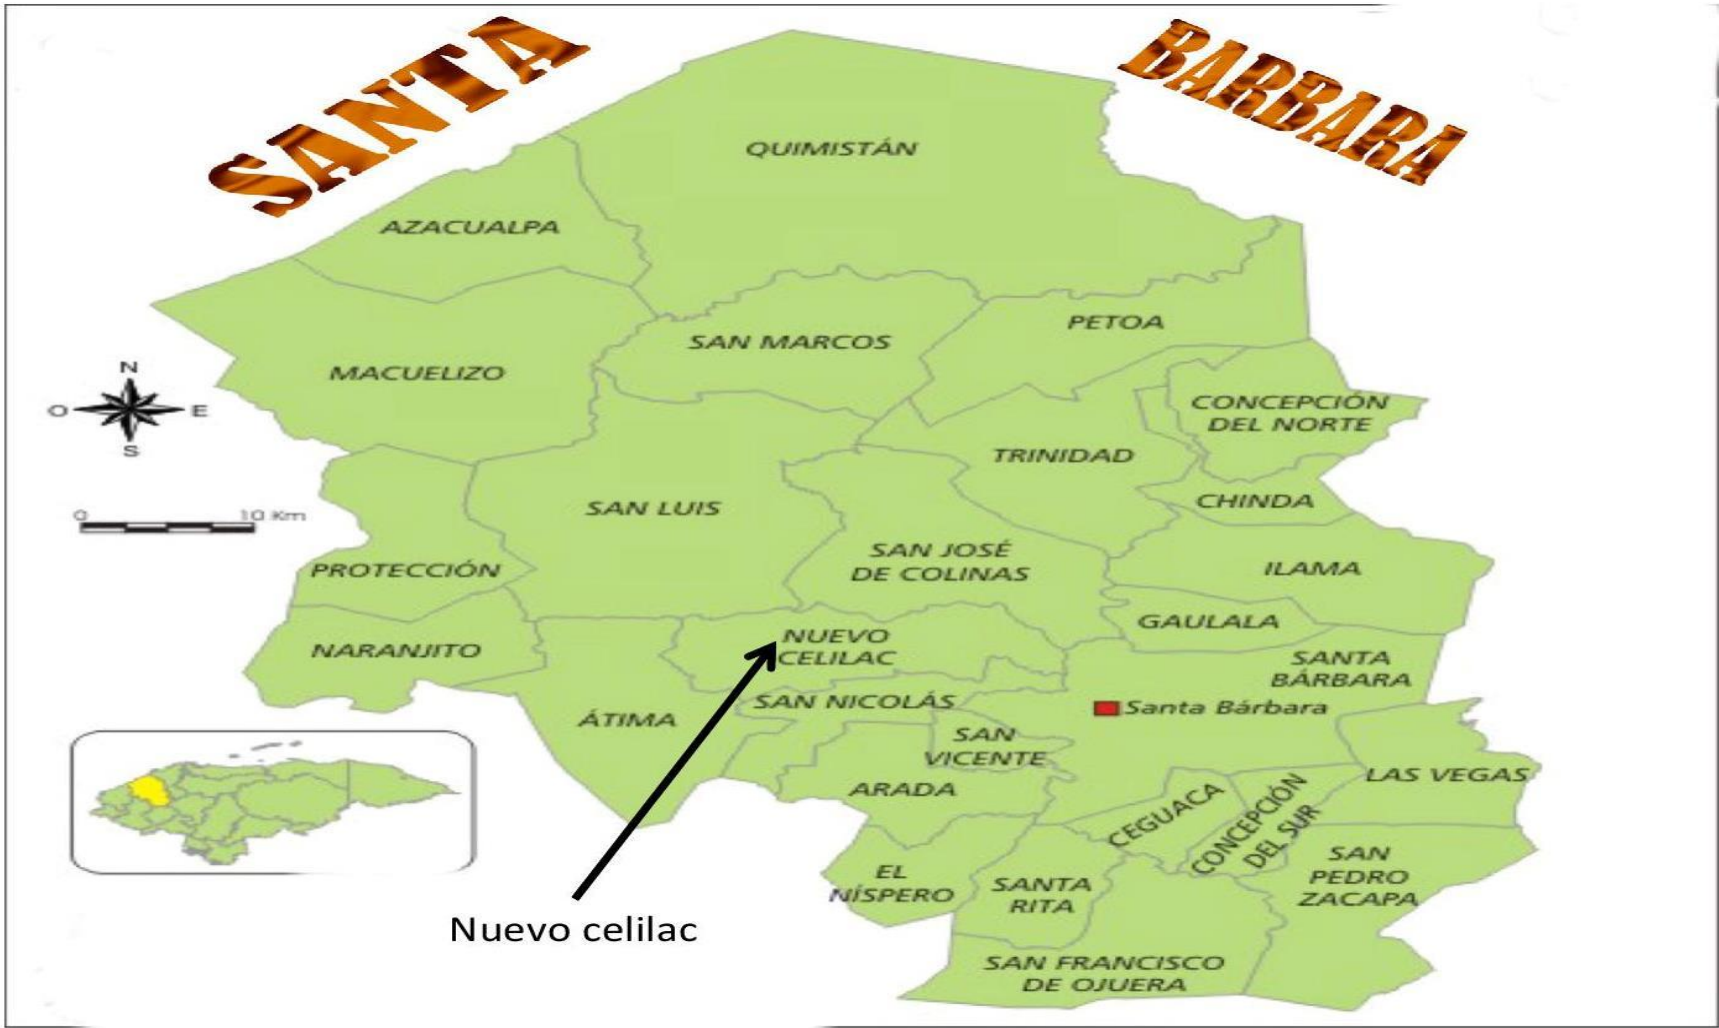 SANTA
BARBARA
QUIMISTÁN
AZACUALPA
PETOA
SAN MARCOS
MACUELIZO
N
O
E
S
CONCEPCIÓN
DEL NORTE
TRINIDAD
CHINDA
SAN LUIS
0
10 Km
SAN JOSÉ
DE COLINAS
PROTECCIÓN
ILAMA
GAULALA
NUEVO
CELILAC
NARANJITO
SANTA
BÁRBARA
SAN NICOLÁS
Santa Bárbara
ÁTIMA
SAN
VICENTE
LAS VEGAS
ARADA
CEGUACA
CONCEPCIÓN
DEL SUR
SAN
PEDRO
ZACAPA
EL
NÍSPERO
SANTA
RITA
Nuevo celilac
SAN FRANCISCO
DE OJUERA